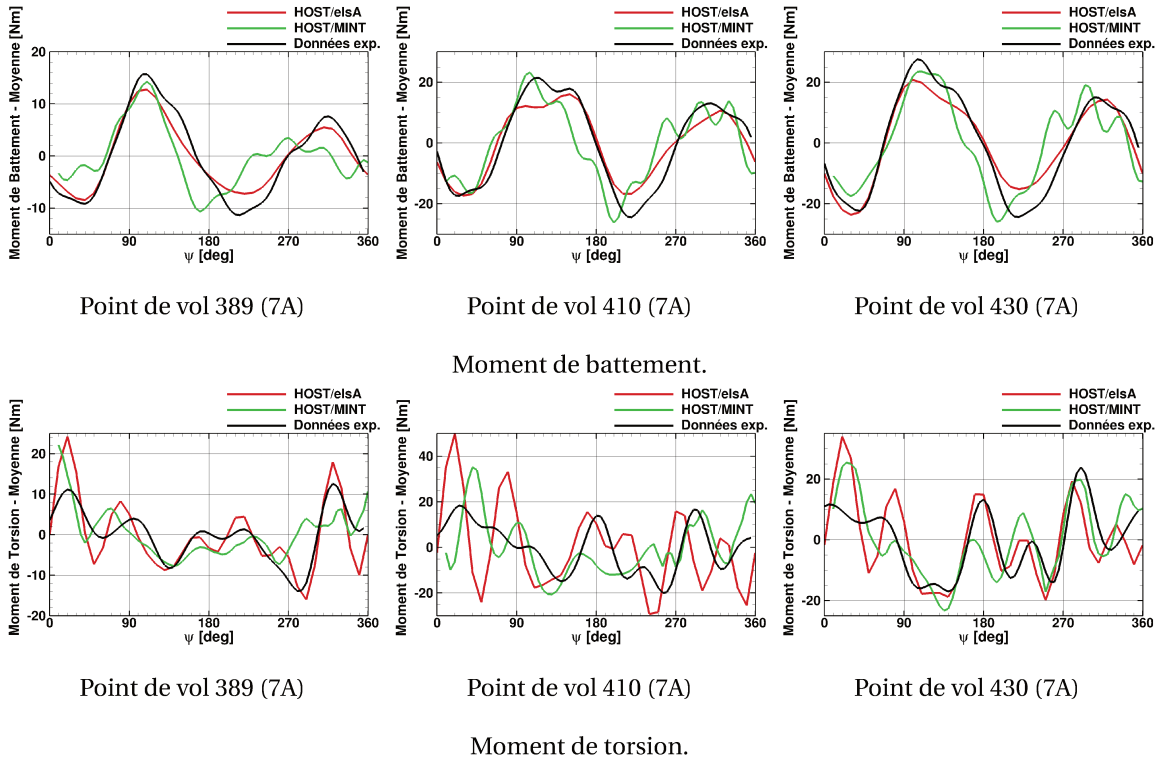 HOST/elsA
HOST/MINT
Données exp.
Moment de Battement - Moyenne [Nm]
20
10
0
-10
0 90 180 270 360
ψ [deg]
HOST/elsA
HOST/MINT
Données exp.
Moment de Battement - Moyenne [Nm]
20
0
-20
0 90 180 270 360
ψ [deg]
HOST/elsA
HOST/MINT
Données exp.
Moment de Battement - Moyenne [Nm]
20
0
-20
0 90 180 270 360
ψ [deg]
Point de vol 389 (7A)
Point de vol 410 (7A)
Point de vol 430 (7A)
Moment de battement.
HOST/elsA
HOST/MINT
Données exp.
Moment de Torsion - Moyenne [Nm]
20
10
0
-10
-20
0 90 180 270 360
ψ [deg]
HOST/elsA
HOST/MINT
Données exp.
Moment de Torsion - Moyenne [Nm]
40
20
0
-20
0 90 180 270 360
ψ [deg]
HOST/elsA
HOST/MINT
Données exp.
Moment de Torsion - Moyenne [Nm]
20
0
-20
0 90 180 270 360
ψ [deg]
Point de vol 389 (7A)
Point de vol 410 (7A)
Point de vol 430 (7A)
Moment de torsion.